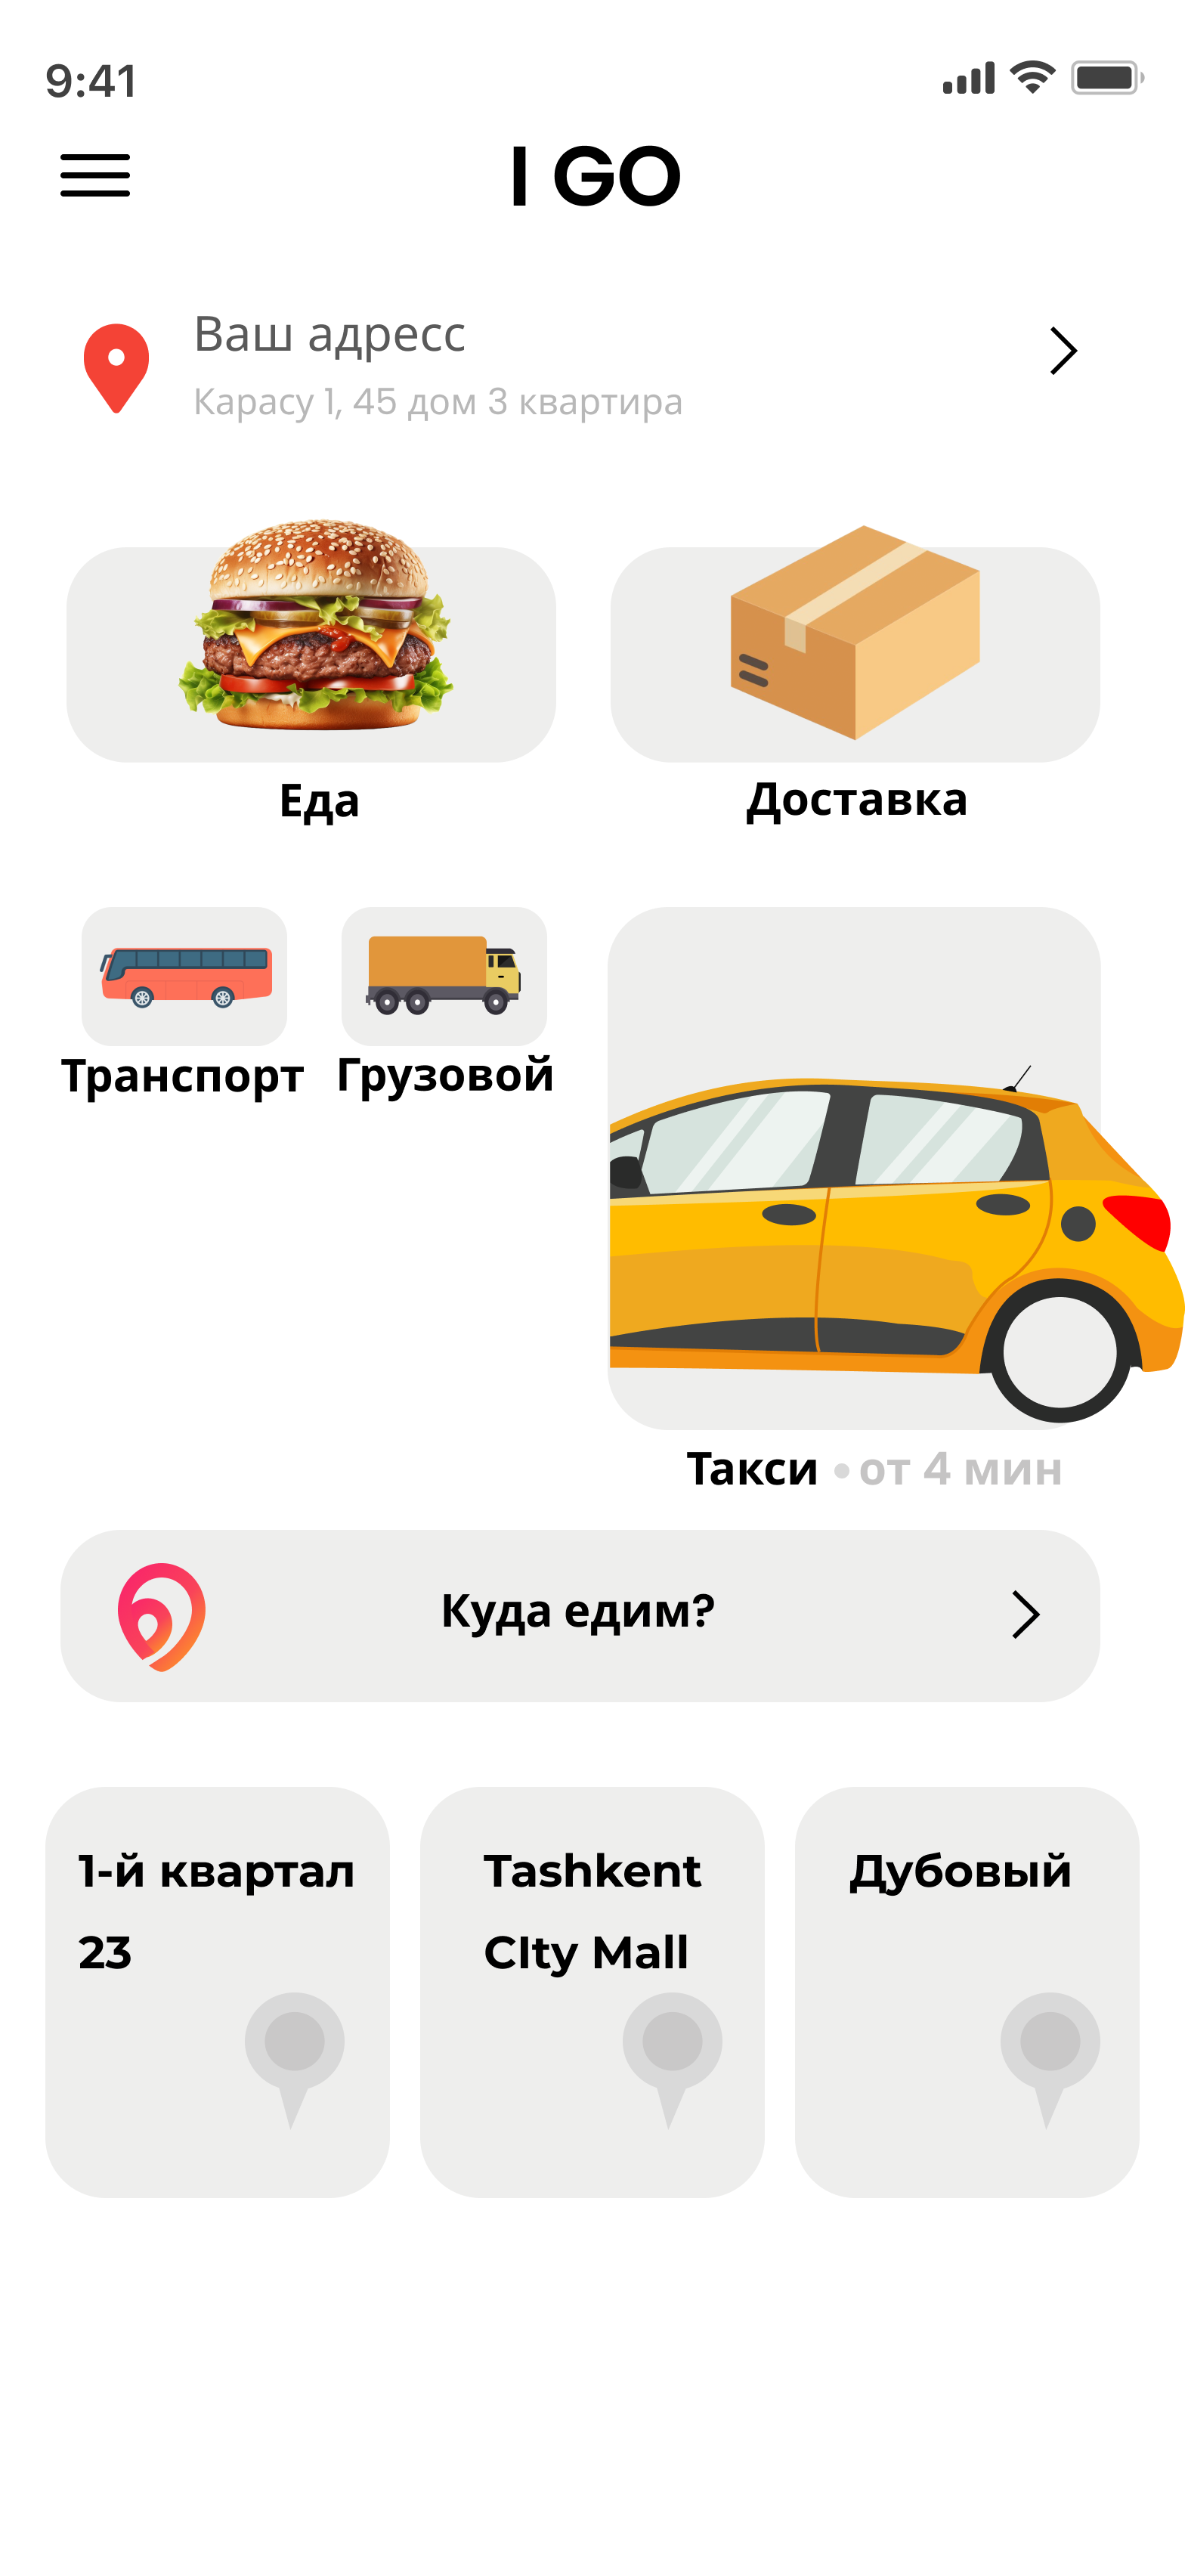 9:41
I GO
Ваш адресс
Карасу 1, 45 дом 3 квартира
Еда
Доставка
Транспорт
Грузовой
Такси
от 4 мин
Куда едим?
1-й квартал
23
Tashkent
CIty Mall
Дубовый